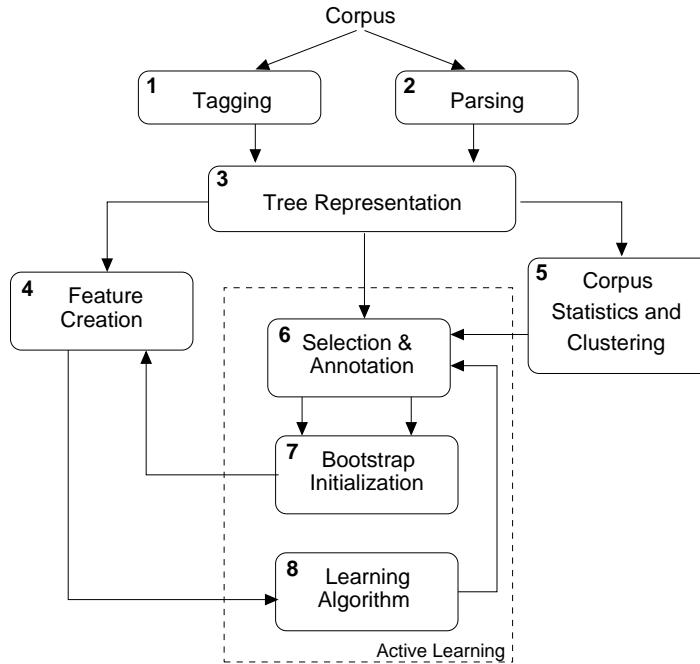 Corpus
1
Tagging
2
Parsing
3
Tree Representation
4
Feature
Creation
5
Corpus
Statistics and
Clustering
6
Selection &
Annotation
7
Bootstrap
Initialization
8
Learning
Algorithm
Active Learning